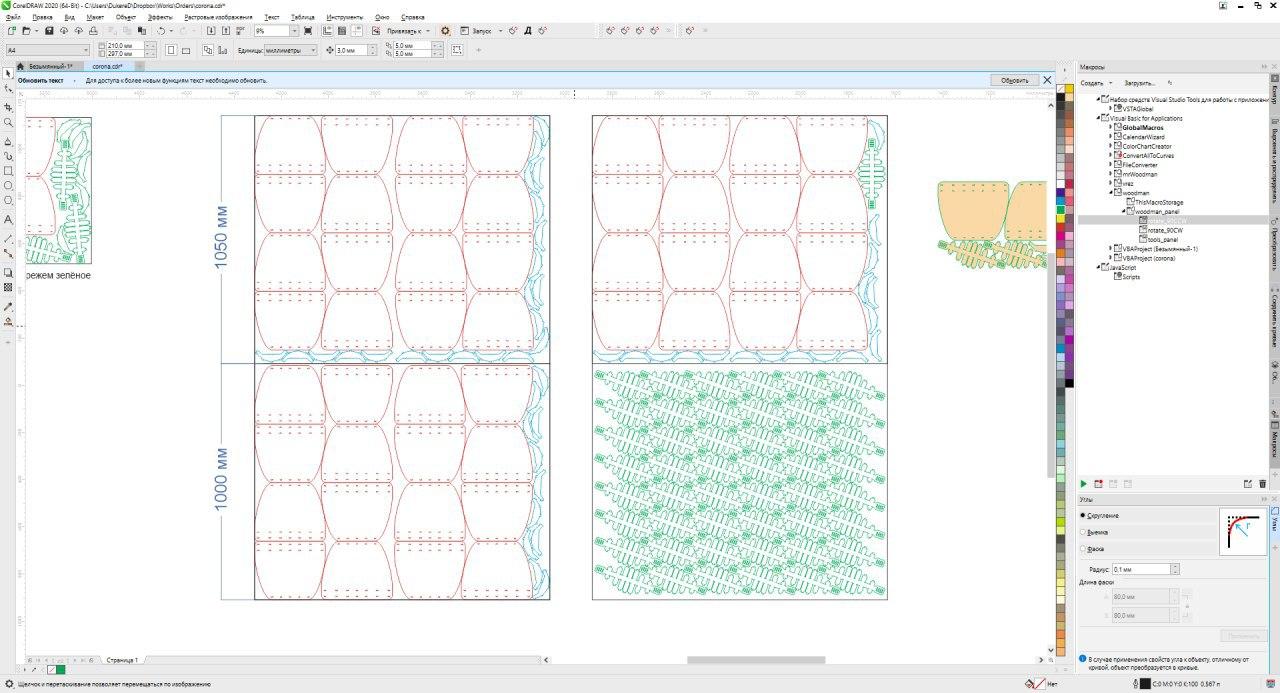 CorelDRAW 2020 (64-Bit) - C:\Users\DukereD\Dropbox\Works\Orders\corona.cdr*
Файл Правка Вид Макет Объект Эффекты Растровые изображения Текст Таблица Инструменты Окно Справка
9% Привязать к Запуск
A4 210,0 мм 297,0 мм Единицы: миллиметры 3,0 мм 5,0 мм 5,0 мм
Безымянный-1* corona.cdr*
Обновить текст Для доступа к более новым функциям текст необходимо обновить. Обновить
1050 мм
1000 мм
режем зелёное
Страница 1
Макросы
Создать Загрузить...
Набор средств Visual Studio Tools для работы с приложени
VSTAGlobal
Visual Basic for Applications
GlobalMacros
CalendarWizard
ColorChartCreator
ConvertAllToCurves
FileConverter
mrWoodman
woodman
ThisMacroStorage
woodman_panel
rotate_90CCW
rotate_90CW
tools_panel
VBAProject (Безымянный-1)
VBAProject (corona)
JavaScript
Scripts
Углы
Скругление
Выемка
Фаска
Радиус: 0,1 мм
Длина фаски
80,0 мм
80,0 мм
Применить
В случае применения свойств угла к объекту, отличному от
кривой, объект преобразуется в кривые.
Макросы
Углы
Щелчок и перетаскивание позволяет перемещаться по изображению
Нет
C:0 M:0 Y:0 K:100 0,567 п